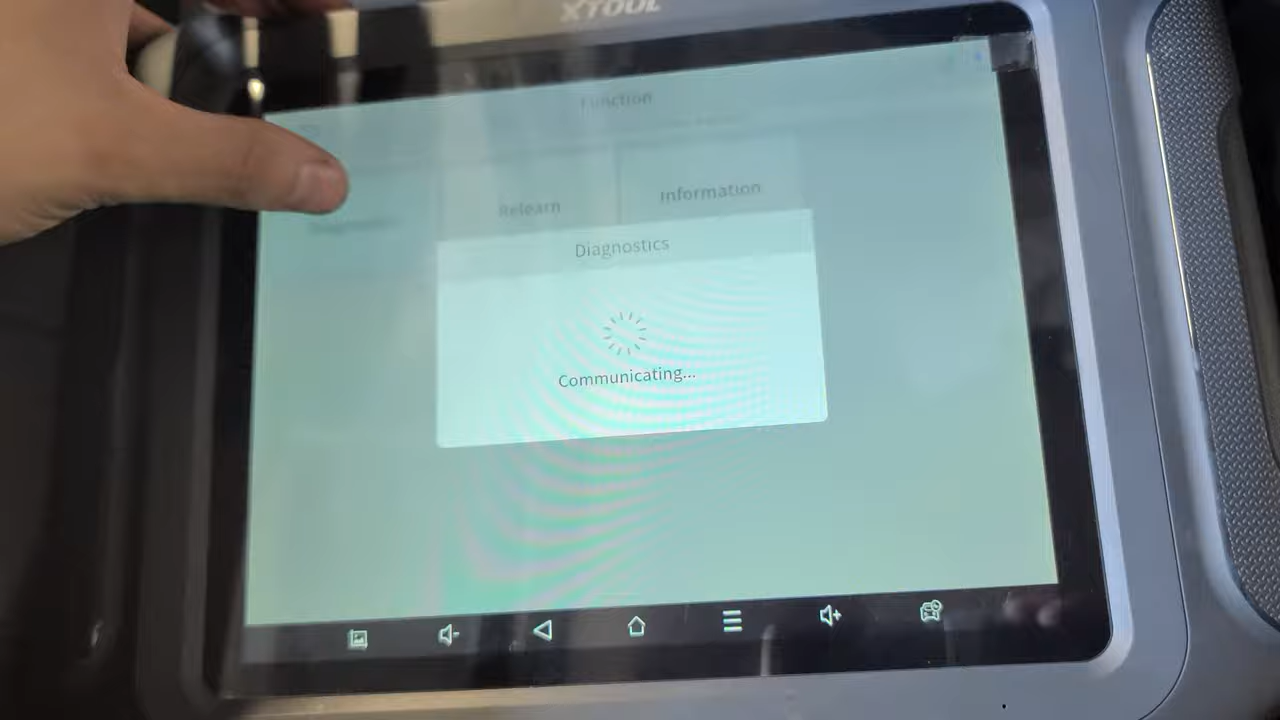 XTOOL
Function
Relearn
Information
Diagnostics
Communicating...